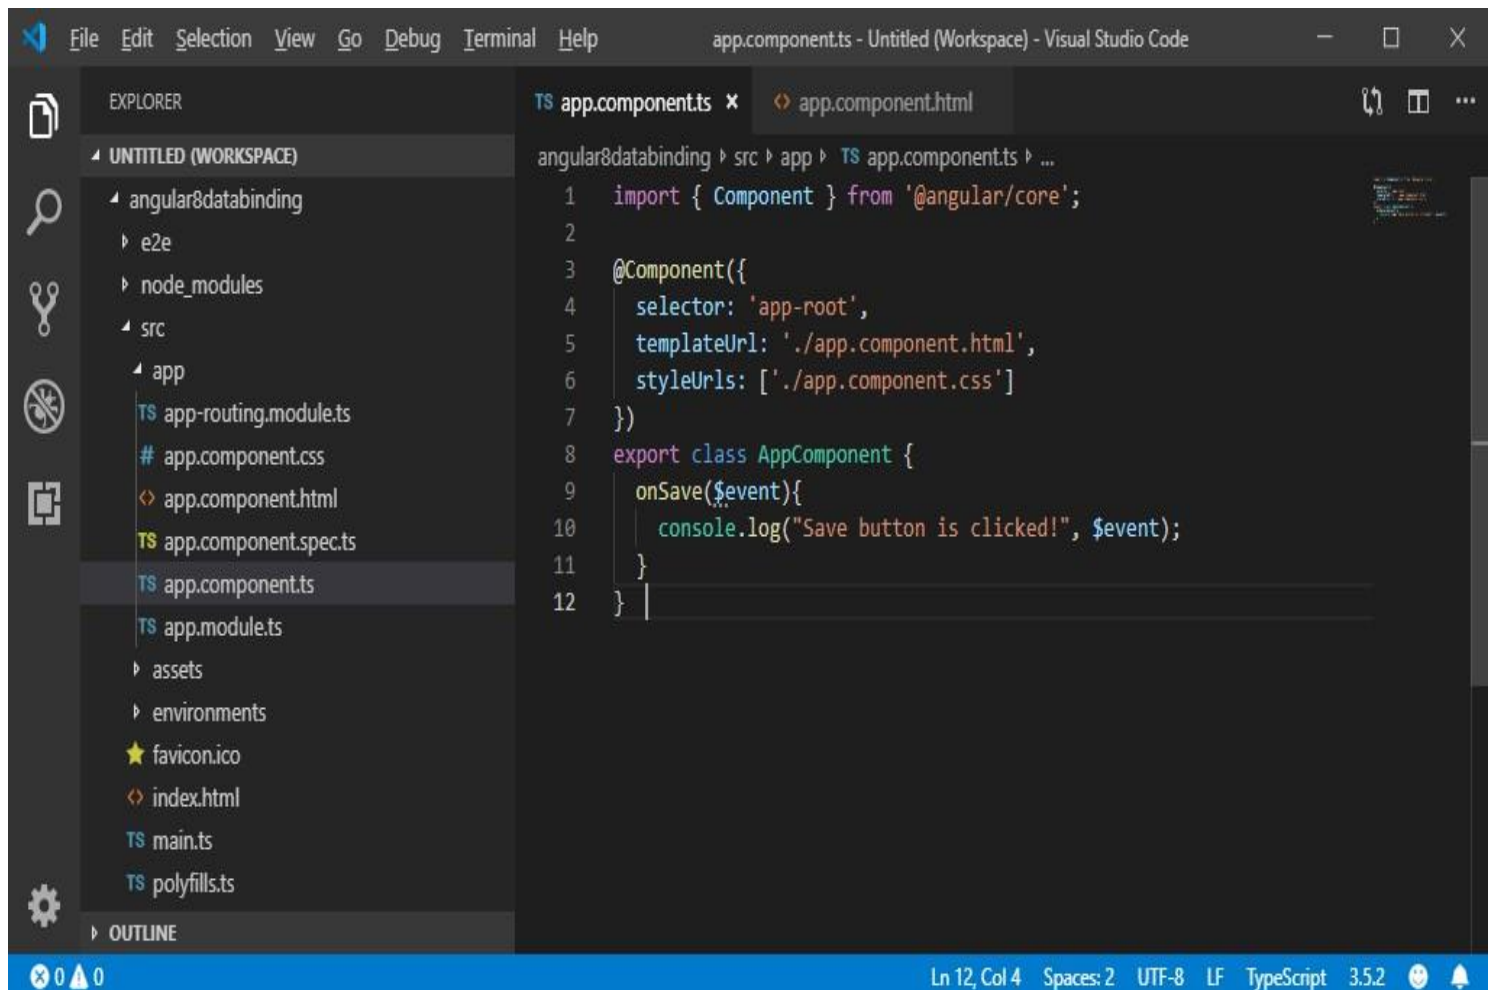 File Edit Selection View Go Debug Terminal Help app.component.ts - Untitled (Workspace) - Visual Studio Code
EXPLORER
UNTITLED (WORKSPACE)
angular8databinding
e2e
node_modules
src
app
TS app-routing.module.ts
# app.component.css
<> app.component.html
TS app.component.spec.ts
TS app.component.ts
TS app.module.ts
assets
environments
favicon.ico
<> index.html
TS main.ts
TS polyfills.ts
OUTLINE
TS app.component.ts × <> app.component.html
angular8databinding src app TS app.component.ts ...
1 import { Component } from '@angular/core';
2
3 @Component({
4 selector: 'app-root',
5 templateUrl: './app.component.html',
6 styleUrls: ['./app.component.css']
7 })
8 export class AppComponent {
9 onSave($event){
10 console.log("Save button is clicked!", $event);
11 }
12 }
0 0 Ln 12, Col 4 Spaces: 2 UTF-8 LF TypeScript 3.5.2